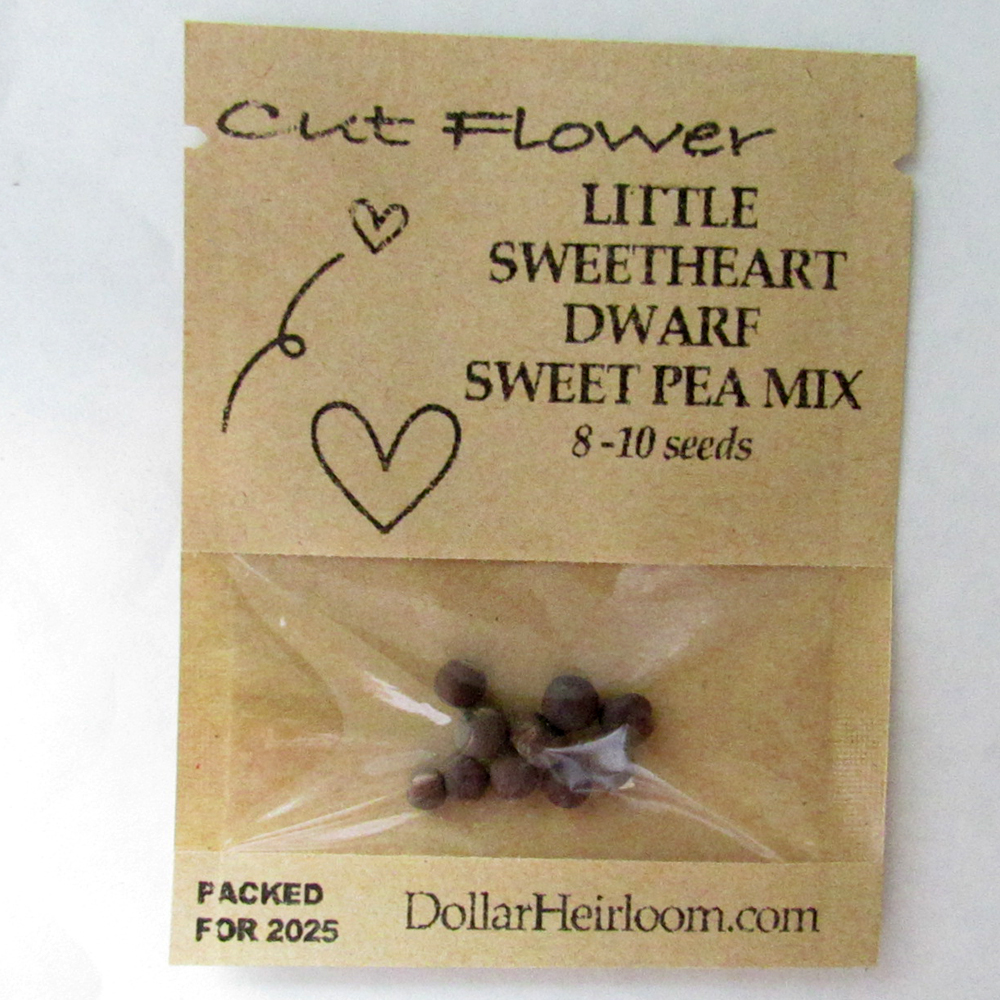 Cut Flower
LITTLE
SWEETHEART
DWARF
SWEET PEA MIX
8 -10 seeds
PACKED
FOR 2025
DollarHeirloom.com